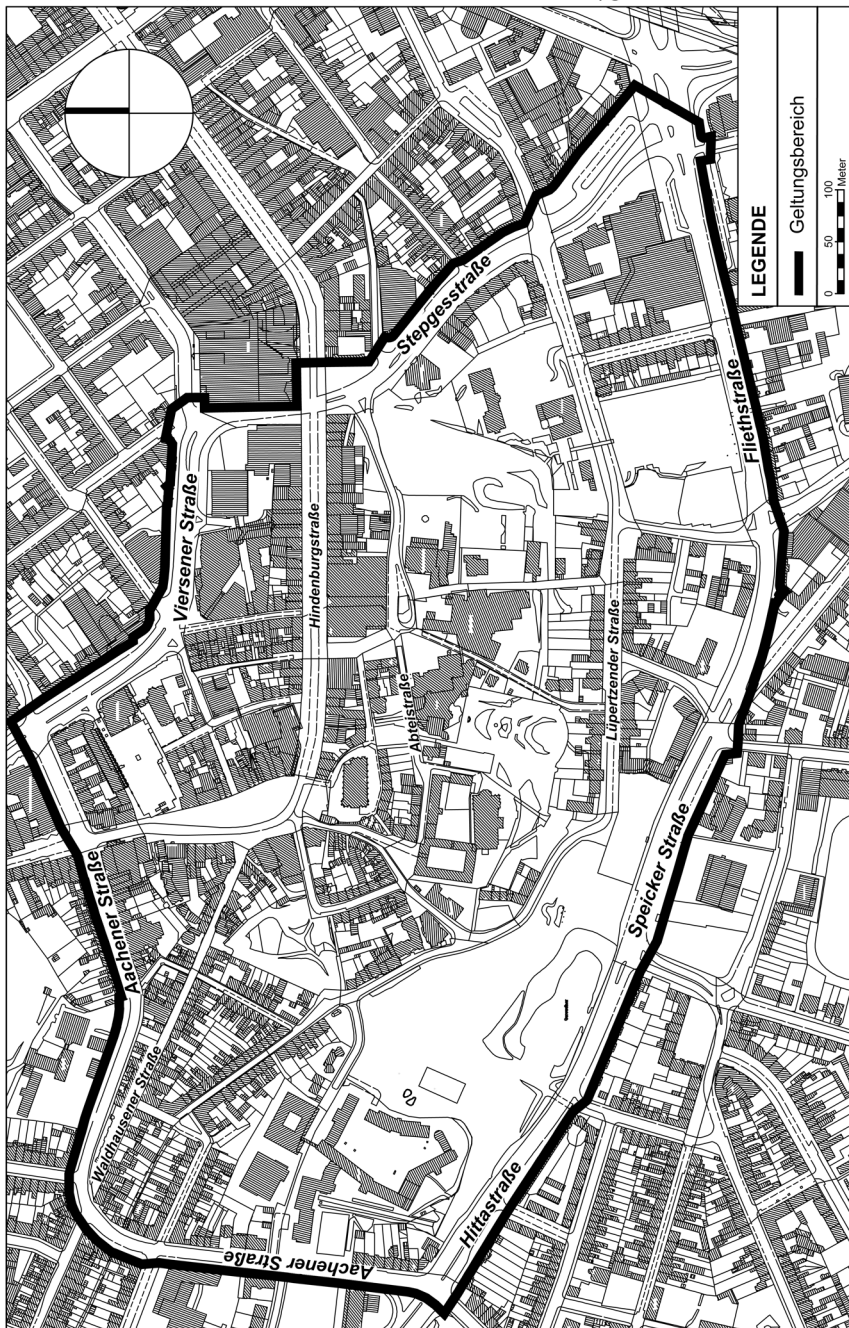 Aachener Straße
Viersener Straße
Waldhausener Straße
Hindenburgstraße
Stepgesstraße
Abteistraße
Aachener Straße
Lüpertzender Straße
Hittastraße
Speicker Straße
Fliethstraße
LEGENDE
Geltungsbereich
0 50 100
Meter